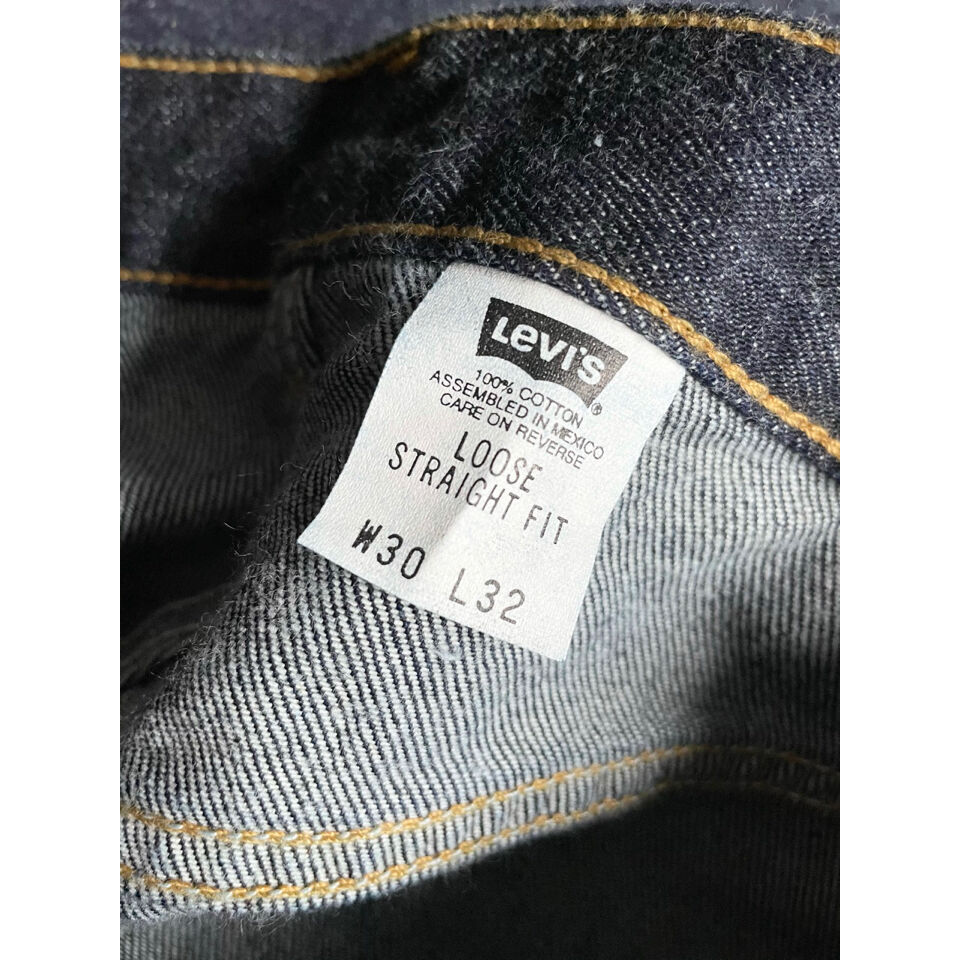 Levi's®
100% COTTON
ASSEMBLED IN MEXICO
CARE ON REVERSE
LOOSE
STRAIGHT FIT
W30 L32